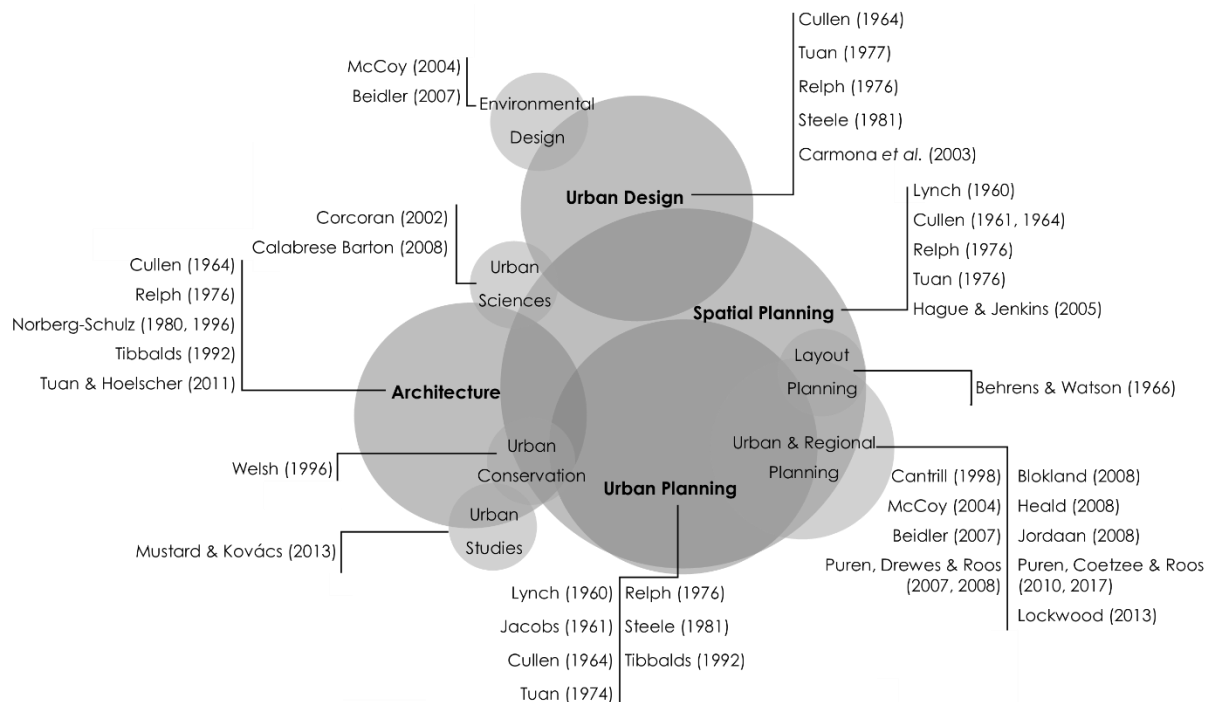 Cullen (1964)
Tuan (1977)
Relph (1976)
Steele (1981)
Carmona et al. (2003)
McCoy (2004)
Beidler (2007)
Environmental
Design
Urban Design
Lynch (1960)
Cullen (1961, 1964)
Relph (1976)
Tuan (1976)
Hague & Jenkins (2005)
Spatial Planning
Corcoran (2002)
Calabrese Barton (2008)
Urban
Sciences
Cullen (1964)
Relph (1976)
Norberg-Schulz (1980, 1996)
Tibbalds (1992)
Tuan & Hoelscher (2011)
Architecture
Layout
Planning
Behrens & Watson (1966)
Welsh (1996)
Urban
Conservation
Urban & Regional
Planning
Cantrill (1998)
McCoy (2004)
Beidler (2007)
Puren, Drewes & Roos
(2007, 2008)
Blokland (2008)
Heald (2008)
Jordaan (2008)
Puren, Coetzee & Roos
(2010, 2017)
Lockwood (2013)
Mustard & Kovács (2013)
Urban
Studies
Urban Planning
Lynch (1960)
Jacobs (1961)
Cullen (1964)
Tuan (1974)
Relph (1976)
Steele (1981)
Tibbalds (1992)